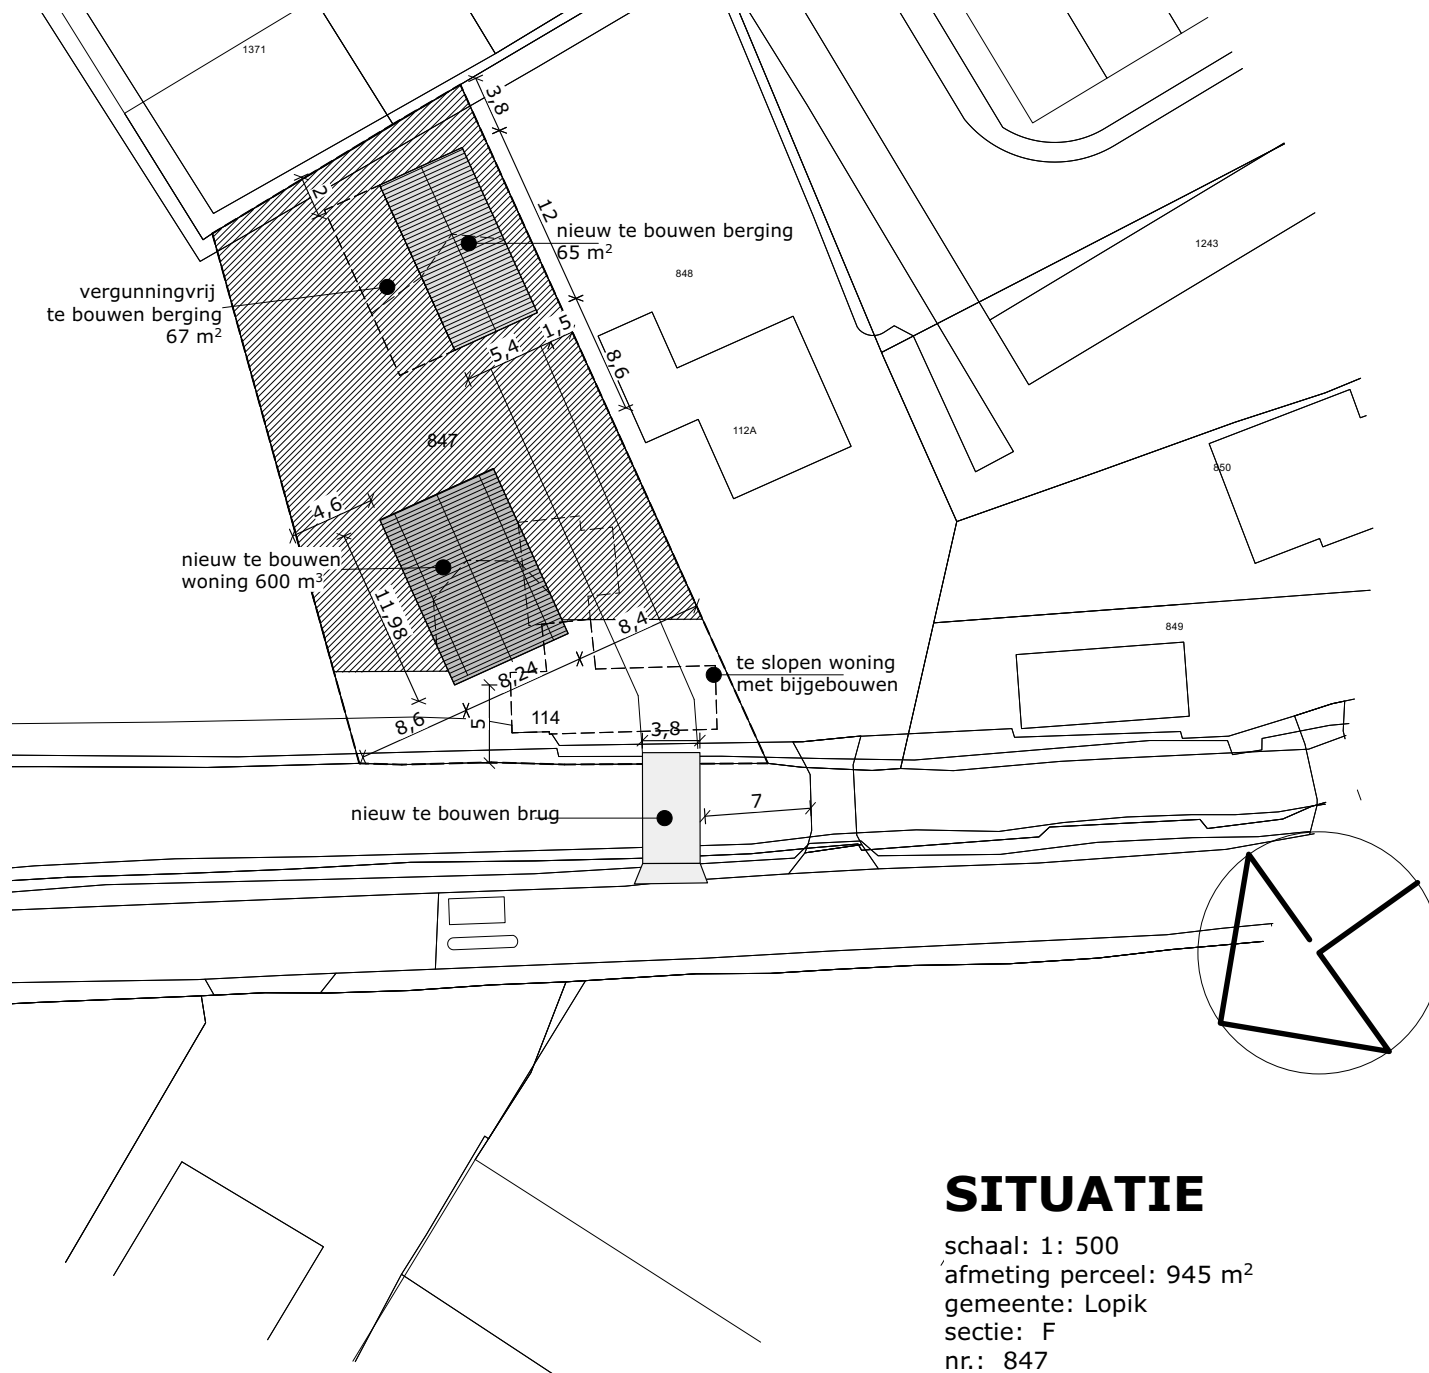 1371
3,8
2
12
nieuw te bouwen berging
65 m²
1243
848
vergunningvrij
te bouwen berging
67 m²
1,5
5,4
8,6
112A
847
850
4,6
nieuw te bouwen
woning 600 m³
11,98
8,4
849
te slopen woning
met bijgebouwen
8,24
8,6
5
114
3,8
7
nieuw te bouwen brug
SITUATIE
schaal: 1: 500
afmeting perceel: 945 m²
gemeente: Lopik
sectie: F
nr.: 847